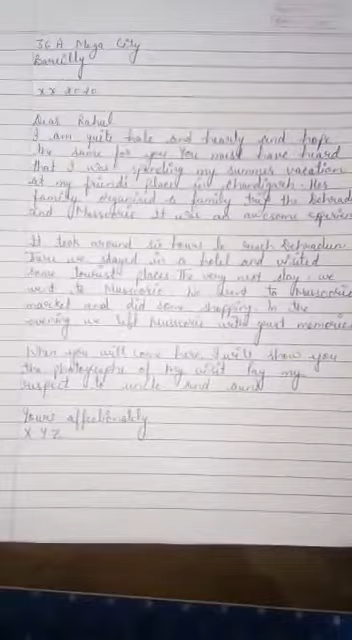 36 A Mega City
Bareilly
xx xxxx
Dear Rahul
I am quite hale and hearty and hope
the same for you. You must have heard
that I was spending my summer vacation
at my friend's place in Chandigarh. Her
family organised a family trip the Dehradu
and Mussoorie. It was an awesome experience
It took around six hours to reach Dehradun.
There we stayed in a hotel and visited
some tourist places. The very next day, we
went to Mussoorie. We went to Mussoorie
market and did some shopping. In the
evening we left Mussoorie with great memories
When you will come here I will show you
the photographs of my visit. Pay my
respect to uncle and aunt
Yours affectionately
X Y Z